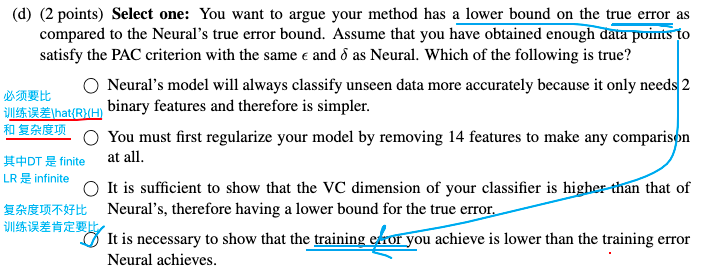 (d) (2 points) Select one: You want to argue your method has a lower bound on the true error as
compared to the Neural's true error bound. Assume that you have obtained enough data points to
satisfy the PAC criterion with the same ϵ and δ as Neural. Which of the following is true?
Neural's model will always classify unseen data more accurately because it only needs 2
binary features and therefore is simpler.
You must first regularize your model by removing 14 features to make any comparison
at all.
It is sufficient to show that the VC dimension of your classifier is higher than that of
Neural's, therefore having a lower bound for the true error.
It is necessary to show that the training error you achieve is lower than the training error
Neural achieves.
必须要比
训练误差\hat{R}(H)
和 复杂度项
其中DT 是 finite
LR 是 infinite
复杂度项不好比
训练误差肯定要比